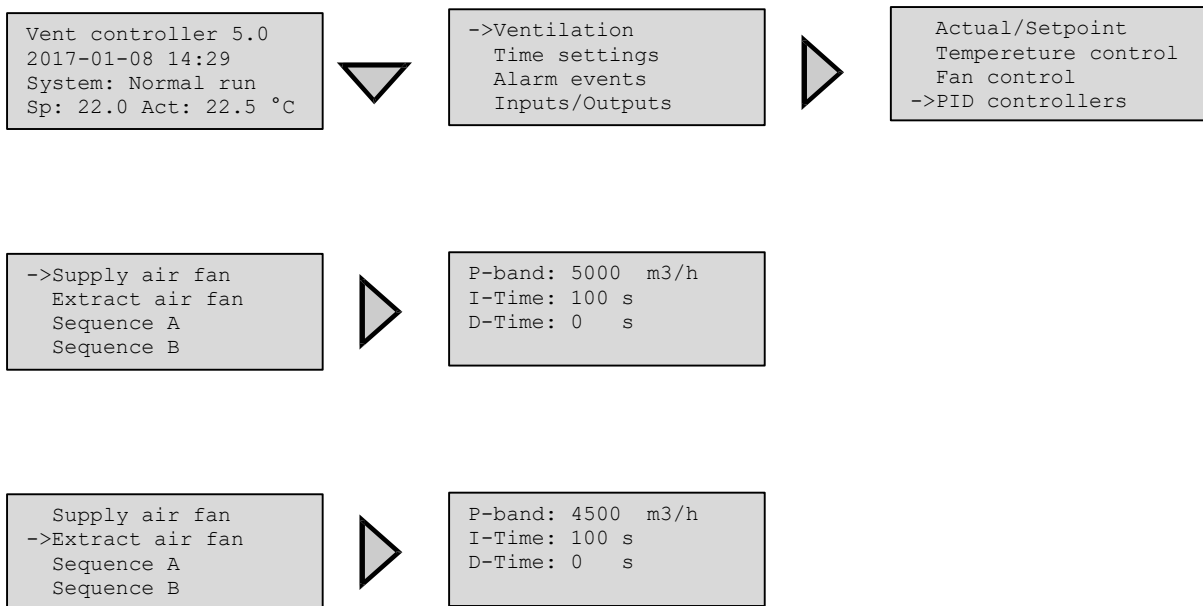 Vent controller 5.0
2017-01-08 14:29
System: Normal run
Sp: 22.0 Act: 22.5 °C
->Ventilation
Time settings
Alarm events
Inputs/Outputs
Actual/Setpoint
Tempereture control
Fan control
->PID controllers
->Supply air fan
Extract air fan
Sequence A
Sequence B
P-band: 5000 m3/h
I-Time: 100 s
D-Time: 0 s
Supply air fan
->Extract air fan
Sequence A
Sequence B
P-band: 4500 m3/h
I-Time: 100 s
D-Time: 0 s